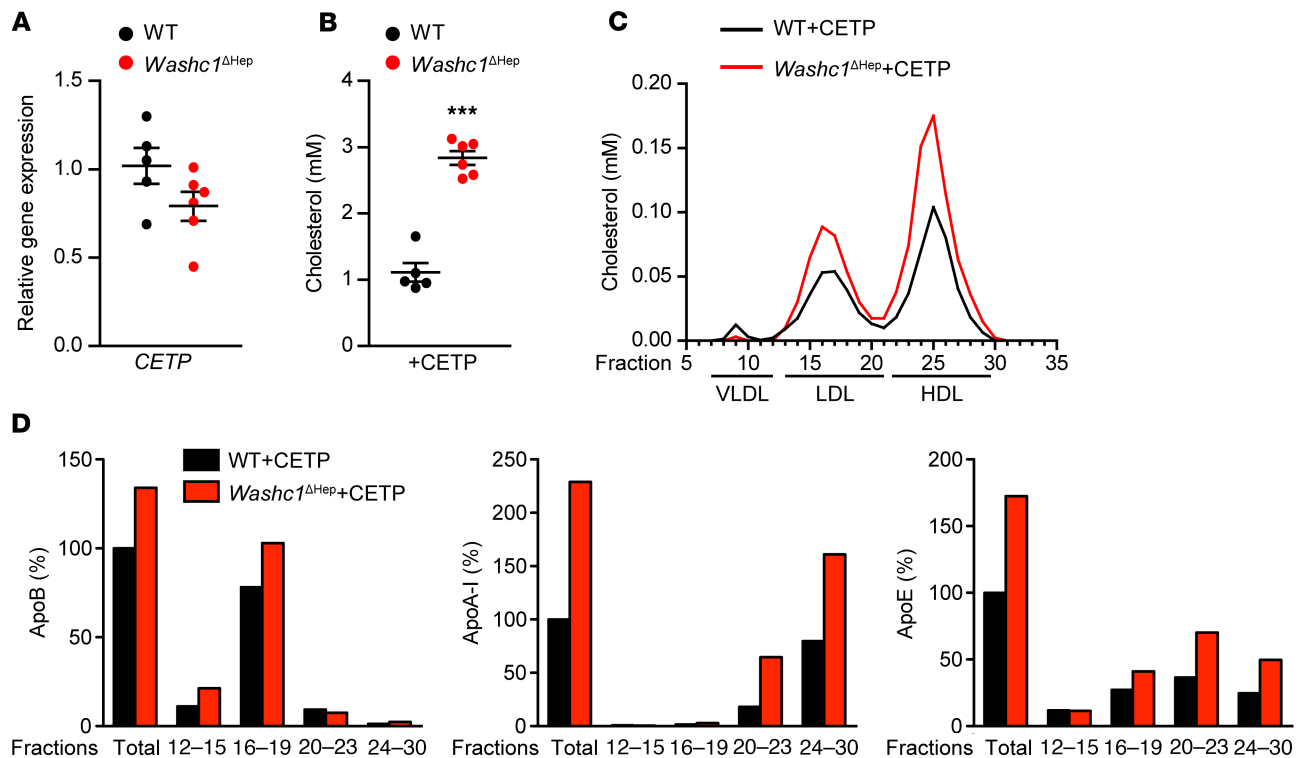 A
WT
Washc1ΔHep
Relative gene expression
1.5
1.0
0.5
0.0
CETP
B
WT
Washc1ΔHep
***
Cholesterol (mM)
4
3
2
1
0
+CETP
C
WT+CETP
Washc1ΔHep+CETP
Cholesterol (mM)
0.20
0.15
0.10
0.05
0.00
Fraction 5 10 15 20 25 30 35
VLDL LDL HDL
D
WT+CETP
Washc1ΔHep+CETP
ApoB (%)
150
100
50
0
Fractions Total 12–15 16–19 20–23 24–30
ApoA-I (%)
250
200
150
100
50
0
Fractions Total 12–15 16–19 20–23 24–30
ApoE (%)
200
150
100
50
0
Fractions Total 12–15 16–19 20–23 24–30